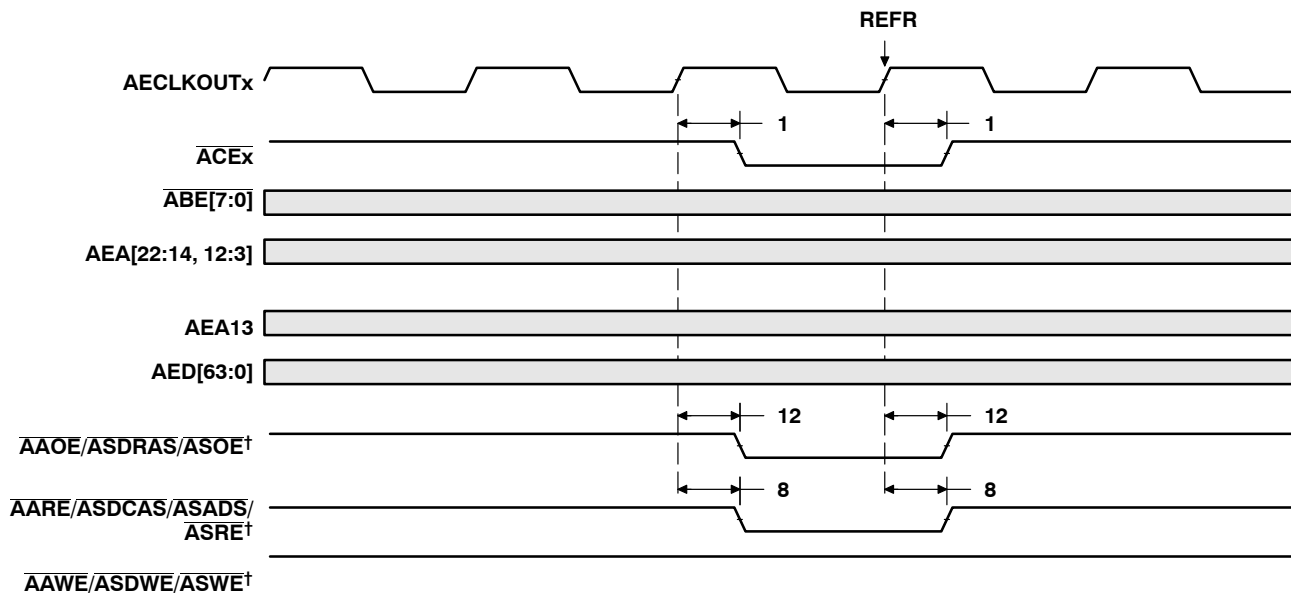 REFR
AECLKOUTx
1 1
ACEx
ABE[7:0]
AEA[22:14, 12:3]
AEA13
AED[63:0]
12 12
AAOE/ASDRAS/ASOE†
8 8
AARE/ASDCAS/ASADS/
ASRE†
AAWE/ASDWE/ASWE†